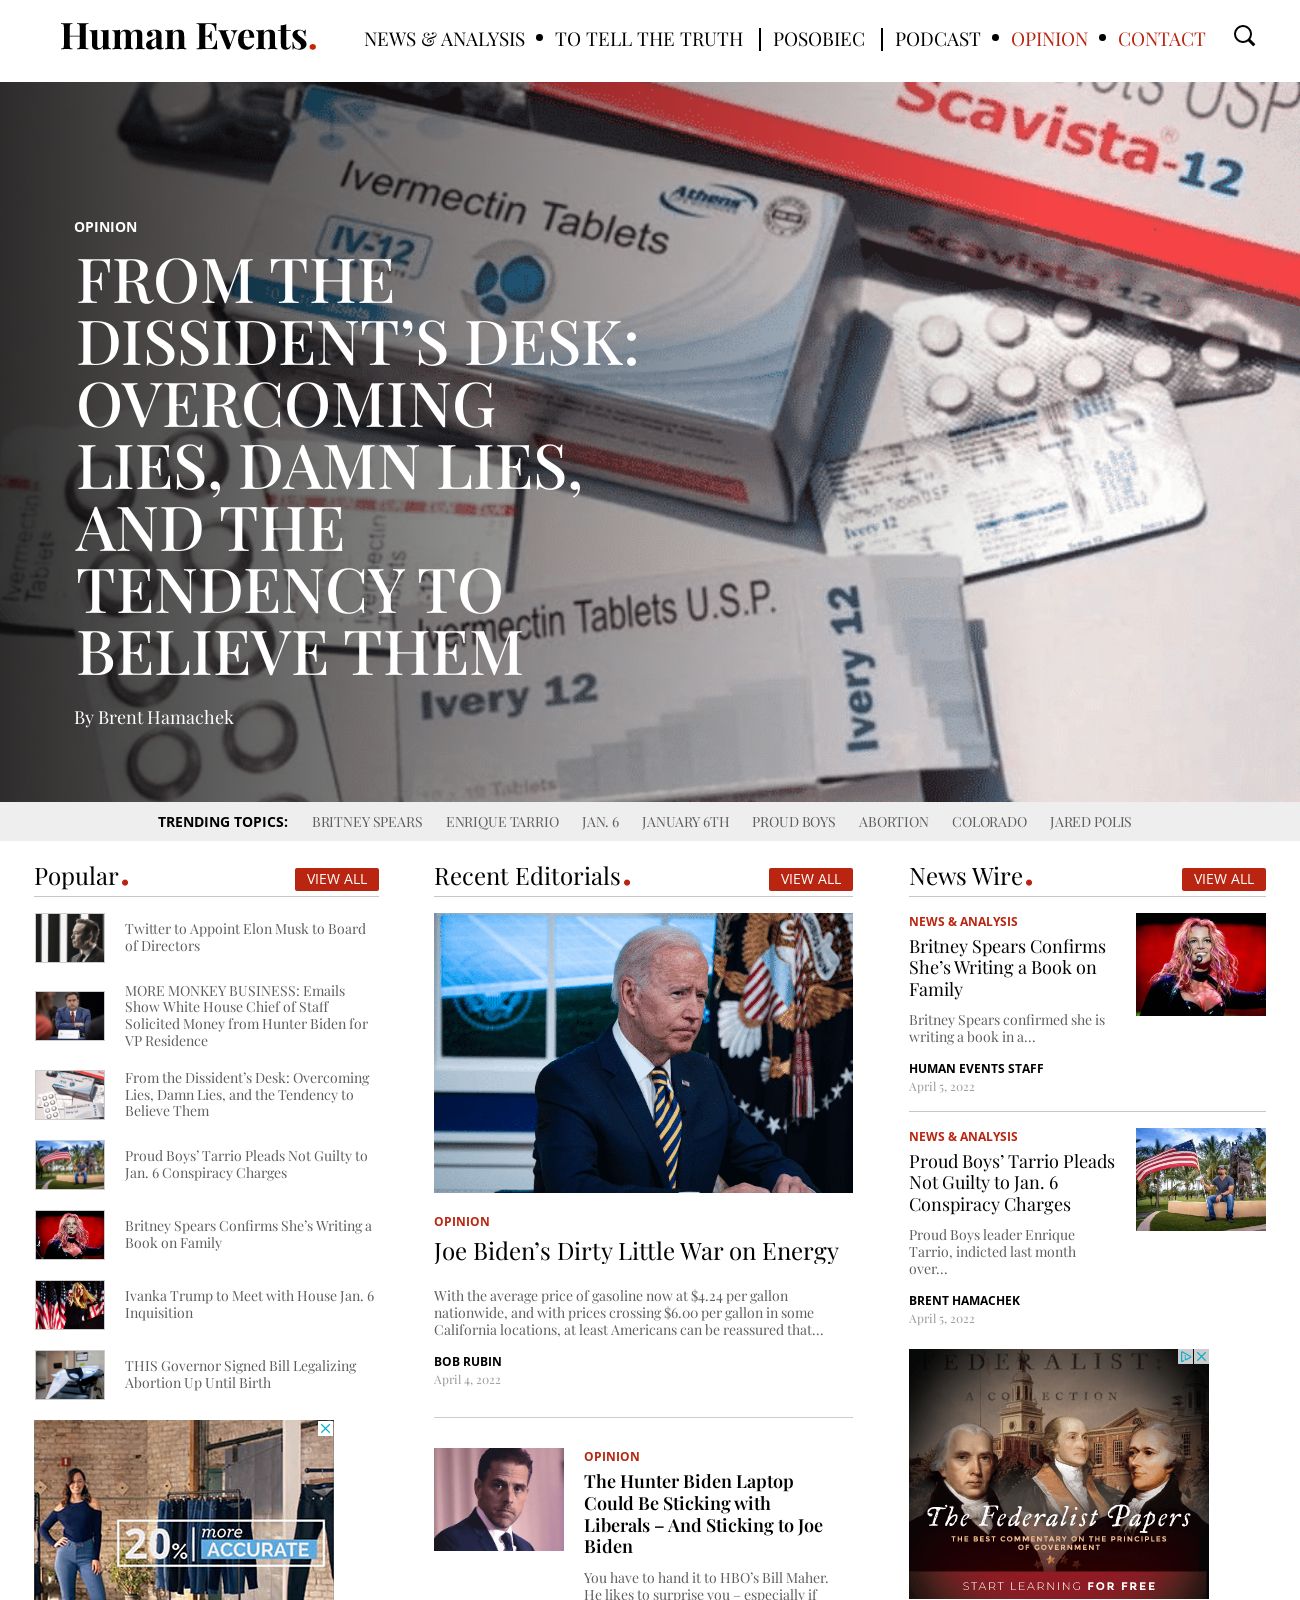 Human Events.
NEWS & ANALYSIS • TO TELL THE TRUTH | POSOBIEC | PODCAST • OPINION • CONTACT
Scavista-12
Scavista 12
Ivermectin Tablets
Athens
IV-12
OPINION
FROM THE
DISSIDENT’S DESK:
OVERCOMING
LIES, DAMN LIES,
AND THE
TENDENCY TO
BELIEVE THEM
By Brent Hamachek
Ivermectin Tablets U.S.P.
Ivery 12
Ivery 12
Ivery 12
TRENDING TOPICS: BRITNEY SPEARS ENRIQUE TARRIO JAN. 6 JANUARY 6TH PROUD BOYS ABORTION COLORADO JARED POLIS
Popular.
VIEW ALL
Twitter to Appoint Elon Musk to Board
of Directors
MORE MONKEY BUSINESS: Emails
Show White House Chief of Staff
Solicited Money from Hunter Biden for
VP Residence
From the Dissident’s Desk: Overcoming
Lies, Damn Lies, and the Tendency to
Believe Them
Proud Boys’ Tarrio Pleads Not Guilty to
Jan. 6 Conspiracy Charges
Britney Spears Confirms She’s Writing a
Book on Family
Ivanka Trump to Meet with House Jan. 6
Inquisition
THIS Governor Signed Bill Legalizing
Abortion Up Until Birth
20% more
ACCURATE
Recent Editorials.
VIEW ALL
OPINION
Joe Biden’s Dirty Little War on Energy
With the average price of gasoline now at $4.24 per gallon
nationwide, and with prices crossing $6.00 per gallon in some
California locations, at least Americans can be reassured that...
BOB RUBIN
April 4, 2022
OPINION
The Hunter Biden Laptop
Could Be Sticking with
Liberals – And Sticking to Joe
Biden
You have to hand it to HBO’s Bill Maher.
He likes to surprise you – especially if
News Wire.
VIEW ALL
NEWS & ANALYSIS
Britney Spears Confirms
She’s Writing a Book on
Family
Britney Spears confirmed she is
writing a book in a...
HUMAN EVENTS STAFF
April 5, 2022
NEWS & ANALYSIS
Proud Boys’ Tarrio Pleads
Not Guilty to Jan. 6
Conspiracy Charges
Proud Boys leader Enrique
Tarrio, indicted last month
over...
BRENT HAMACHEK
April 5, 2022
FEDERALIST:
A COLLECTION
The Federalist Papers
THE BEST COMMENTARY ON THE PRINCIPLES
OF GOVERNMENT
START LEARNING FOR FREE